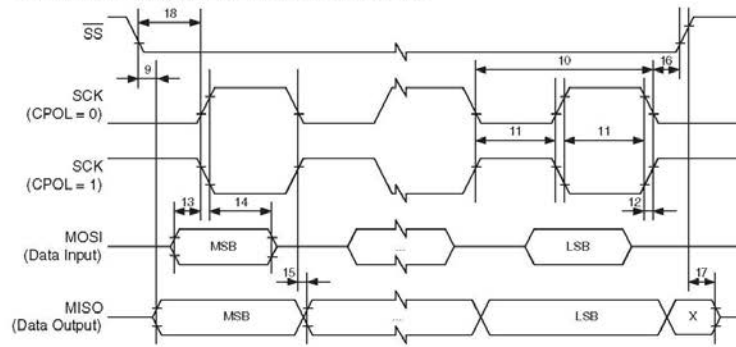 SS
18
9
10
16
SCK
(CPOL = 0)
11
11
SCK
(CPOL = 1)
12
13
14
MOSI
(Data Input)
MSB
...
LSB
15
17
MISO
(Data Output)
MSB
...
LSB
X